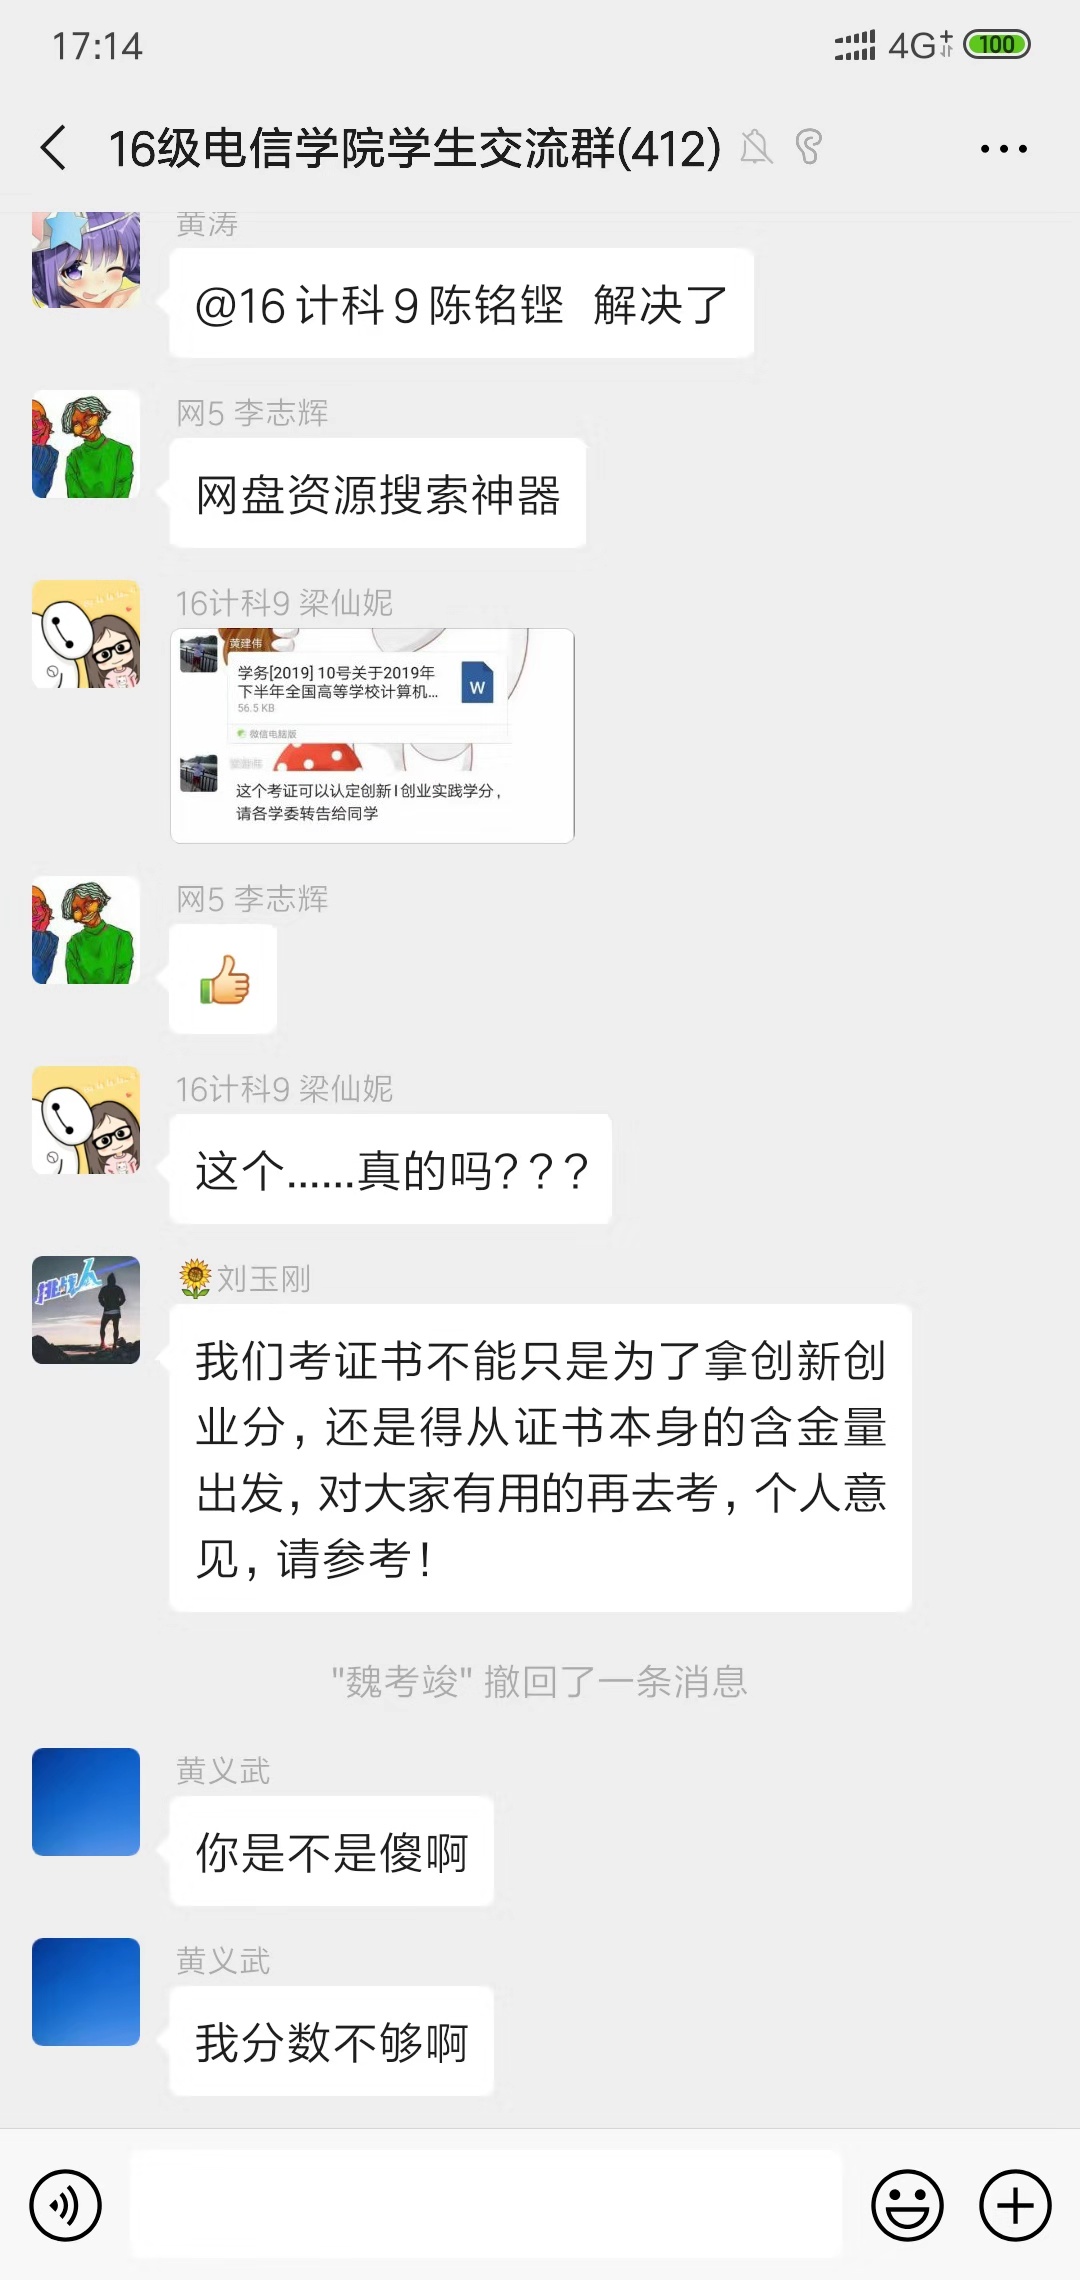 17:14
4G+
100
16级电信学院学生交流群(412)
黄涛
@16计科9陈铭铿 解决了
网5 李志辉
网盘资源搜索神器
16计科9 梁仙妮
黄建伟
学务[2019] 10号关于2019年
下半年全国高等学校计算机...
W
56.5 KB
微信电脑版
这个考证可以认定创新I创业实践学分，
请各学委转告给同学
网5 李志辉
16计科9 梁仙妮
这个......真的吗？？？
挑战人
刘玉刚
我们考证书不能只是为了拿创新创
业分，还是得从证书本身的含金量
出发，对大家有用的再去考，个人意
见，请参考！
"魏考竣" 撤回了一条消息
黄义武
你是不是傻啊
黄义武
我分数不够啊